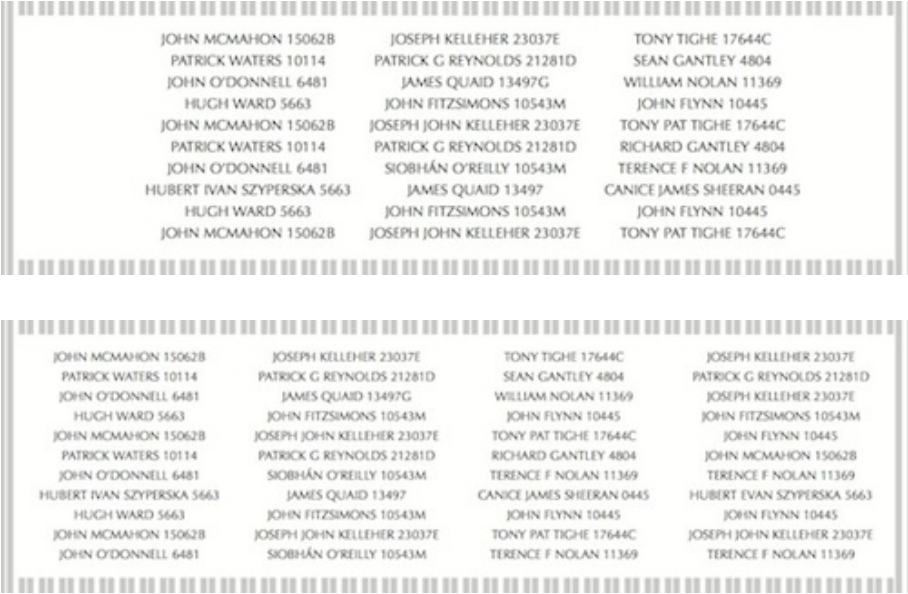 JOHN MCMAHON 15062B JOSEPH KELLEHER 23037E TONY TIGHE 17644C
PATRICK WATERS 10114 PATRICK G REYNOLDS 21281D SEAN GANTLEY 4804
JOHN O'DONNELL 6481 JAMES QUAID 13497G WILLIAM NOLAN 11369
HUGH WARD 5663 JOHN FITZSIMONS 10543M JOHN FLYNN 10445
JOHN MCMAHON 15062B JOSEPH JOHN KELLEHER 23037E TONY PAT TIGHE 17644C
PATRICK WATERS 10114 PATRICK G REYNOLDS 21281D RICHARD GANTLEY 4804
JOHN O'DONNELL 6481 SIOBHÁN O'REILLY 10543M TERENCE F NOLAN 11369
HUBERT IVAN SZYPERSKA 5663 JAMES QUAID 13497 CANICE JAMES SHEERAN 0445
HUGH WARD 5663 JOHN FITZSIMONS 10543M JOHN FLYNN 10445
JOHN MCMAHON 15062B JOSEPH JOHN KELLEHER 23037E TONY PAT TIGHE 17644C
JOHN MCMAHON 15062B JOSEPH KELLEHER 23037E TONY TIGHE 17644C JOSEPH KELLEHER 23037E
PATRICK WATERS 10114 PATRICK G REYNOLDS 21281D SEAN GANTLEY 4804 PATRICK G REYNOLDS 21281D
JOHN O'DONNELL 6481 JAMES QUAID 13497G WILLIAM NOLAN 11369 JOSEPH KELLEHER 23037E
HUGH WARD 5663 JOHN FITZSIMONS 10543M JOHN FLYNN 10445 JOHN FITZSIMONS 10543M
JOHN MCMAHON 15062B JOSEPH JOHN KELLEHER 23037E TONY PAT TIGHE 17644C JOHN FLYNN 10445
PATRICK WATERS 10114 PATRICK G REYNOLDS 21281D RICHARD GANTLEY 4804 JOHN MCMAHON 15062B
JOHN O'DONNELL 6481 SIOBHÁN O'REILLY 10543M TERENCE F NOLAN 11369 TERENCE F NOLAN 11369
HUBERT IVAN SZYPERSKA 5663 JAMES QUAID 13497 CANICE JAMES SHEERAN 0445 HUBERT EVAN SZYPERSKA 5663
HUGH WARD 5663 JOHN FITZSIMONS 10543M JOHN FLYNN 10445 JOHN FLYNN 10445
JOHN MCMAHON 15062B JOSEPH JOHN KELLEHER 23037E TONY PAT TIGHE 17644C JOSEPH JOHN KELLEHER 23037E
JOHN O'DONNELL 6481 SIOBHÁN O'REILLY 10543M TERENCE F NOLAN 11369 TERENCE F NOLAN 11369